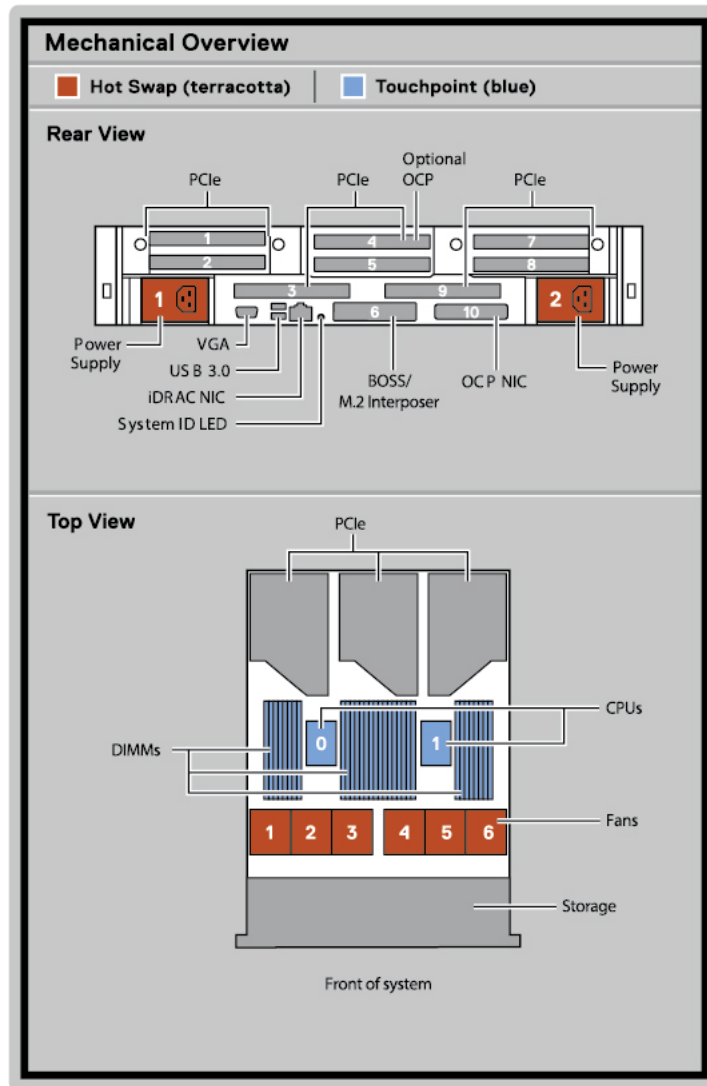 Mechanical Overview
Hot Swap (terracotta)
Touchpoint (blue)
Rear View
Optional
OCP
PCIe
PCIe
PCIe
1
4
7
2
5
8
3
9
1
6
10
2
Power
Supply
VGA
USB 3.0
iDRAC NIC
System ID LED
BOSS/
M.2 Interposer
OCP NIC
Power
Supply
Top View
PCIe
CPUs
0
1
DIMMs
1
2
3
4
5
6
Fans
Storage
Front of system